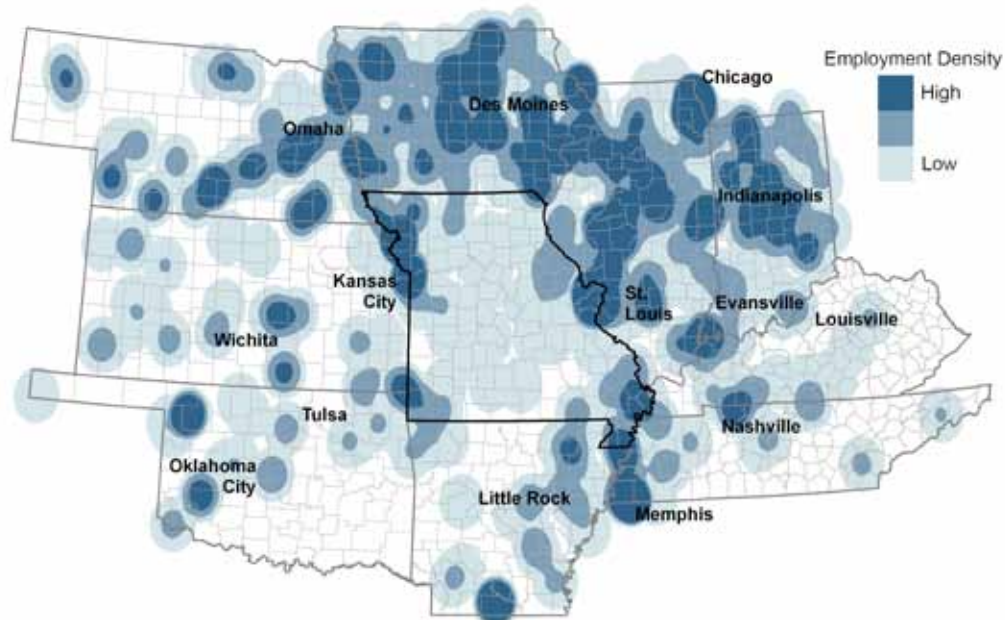 Employment Density
High
Low
Chicago
Des Moines
Omaha
Indianapolis
Kansas
City
St.
Louis
Evansville
Louisville
Wichita
Tulsa
Nashville
Oklahoma
City
Little Rock
Memphis